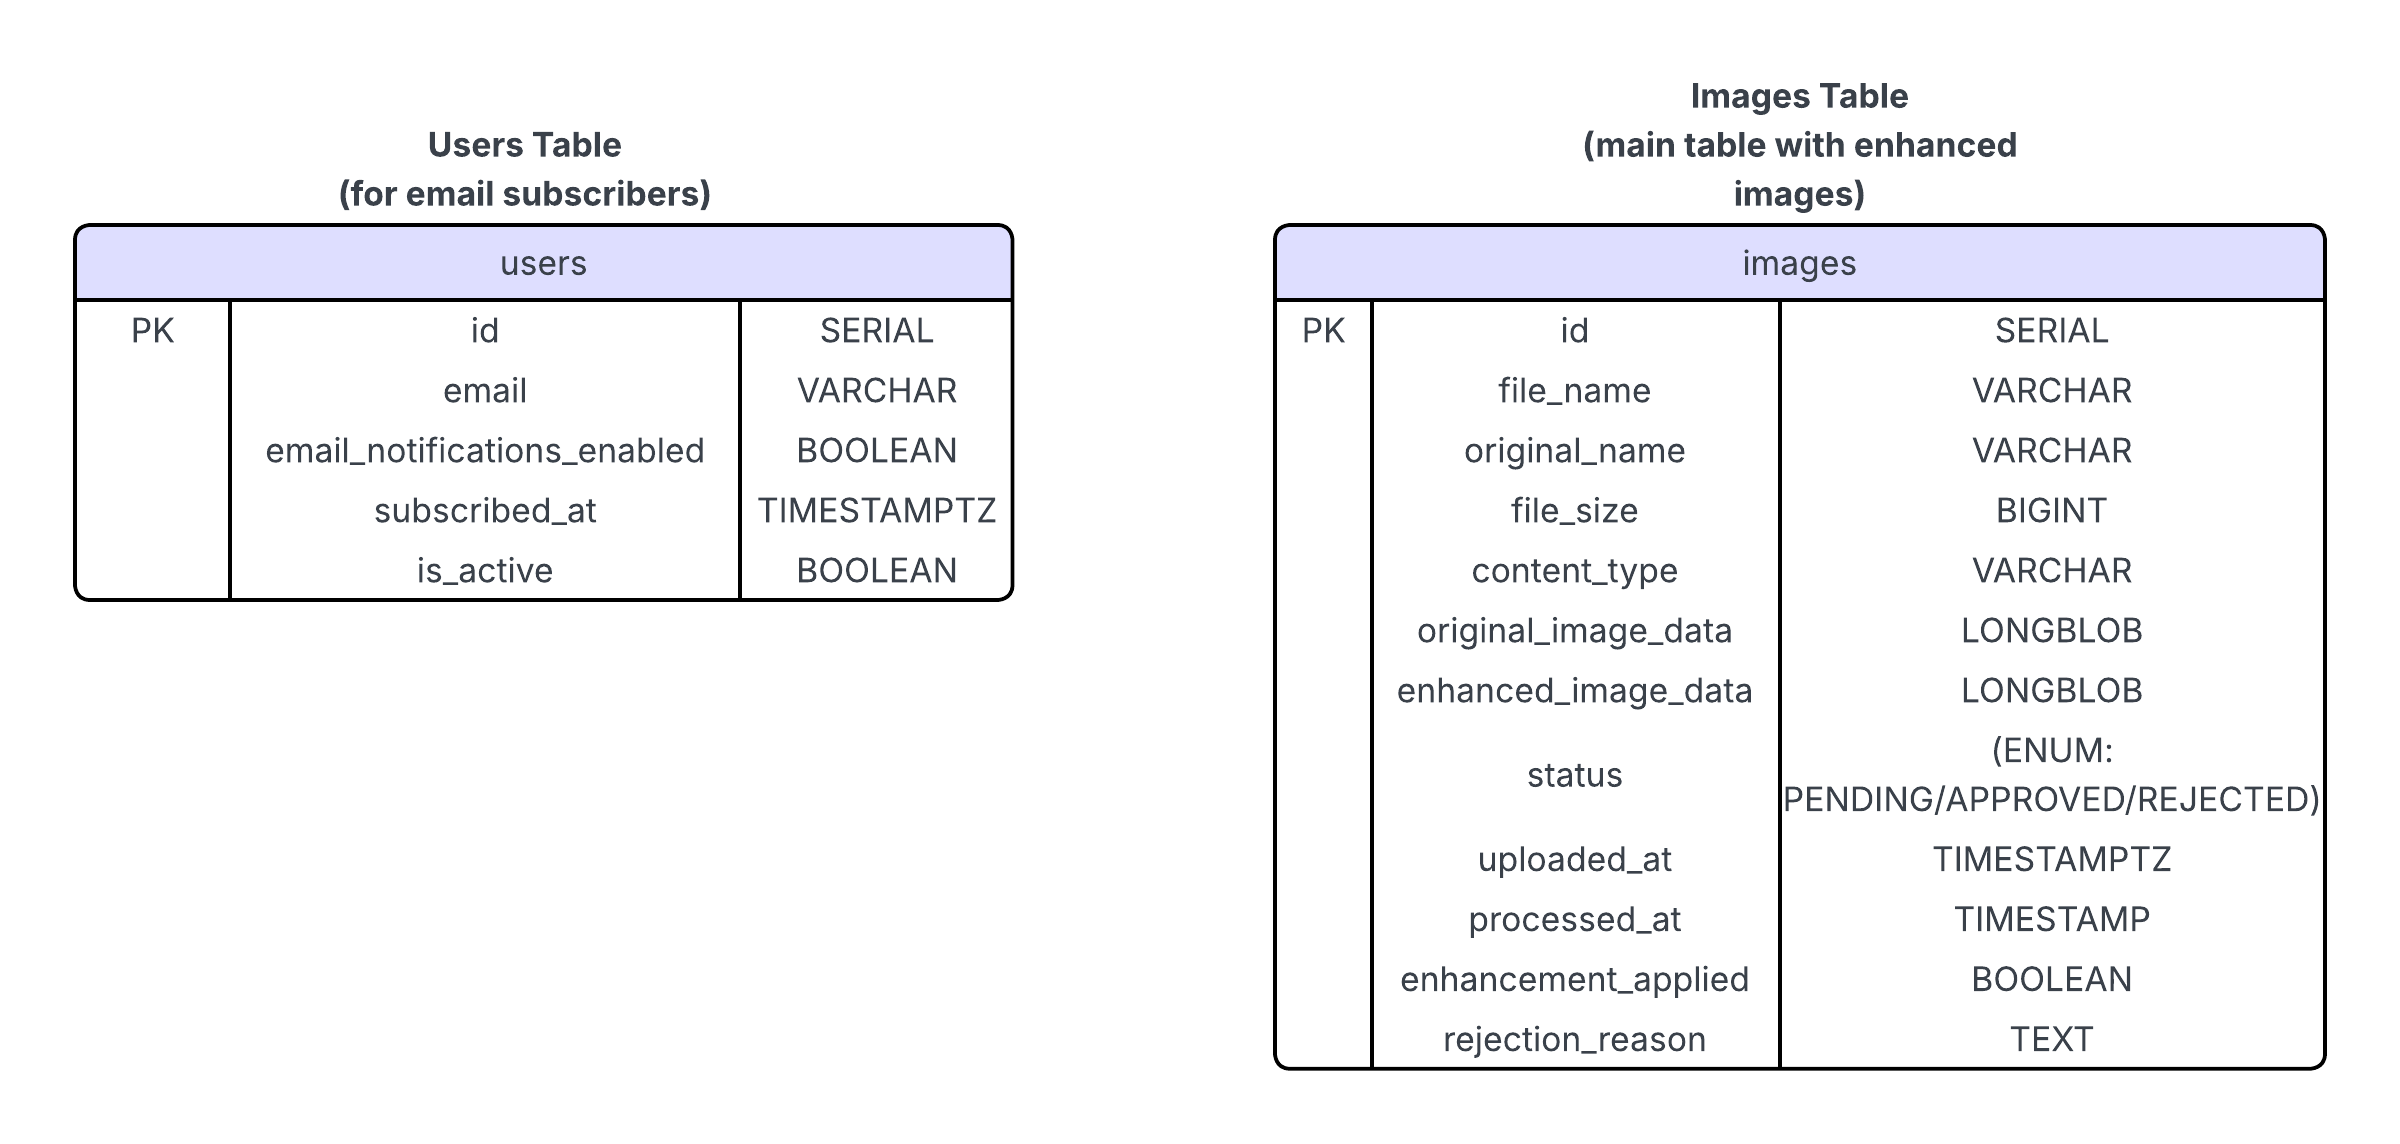 Users Table
(for email subscribers)
users
PK id SERIAL
email VARCHAR
email_notifications_enabled BOOLEAN
subscribed_at TIMESTAMPTZ
is_active BOOLEAN
Images Table
(main table with enhanced
images)
images
PK id SERIAL
file_name VARCHAR
original_name VARCHAR
file_size BIGINT
content_type VARCHAR
original_image_data LONGBLOB
enhanced_image_data LONGBLOB
status (ENUM:
PENDING/APPROVED/REJECTED)
uploaded_at TIMESTAMPTZ
processed_at TIMESTAMP
enhancement_applied BOOLEAN
rejection_reason TEXT